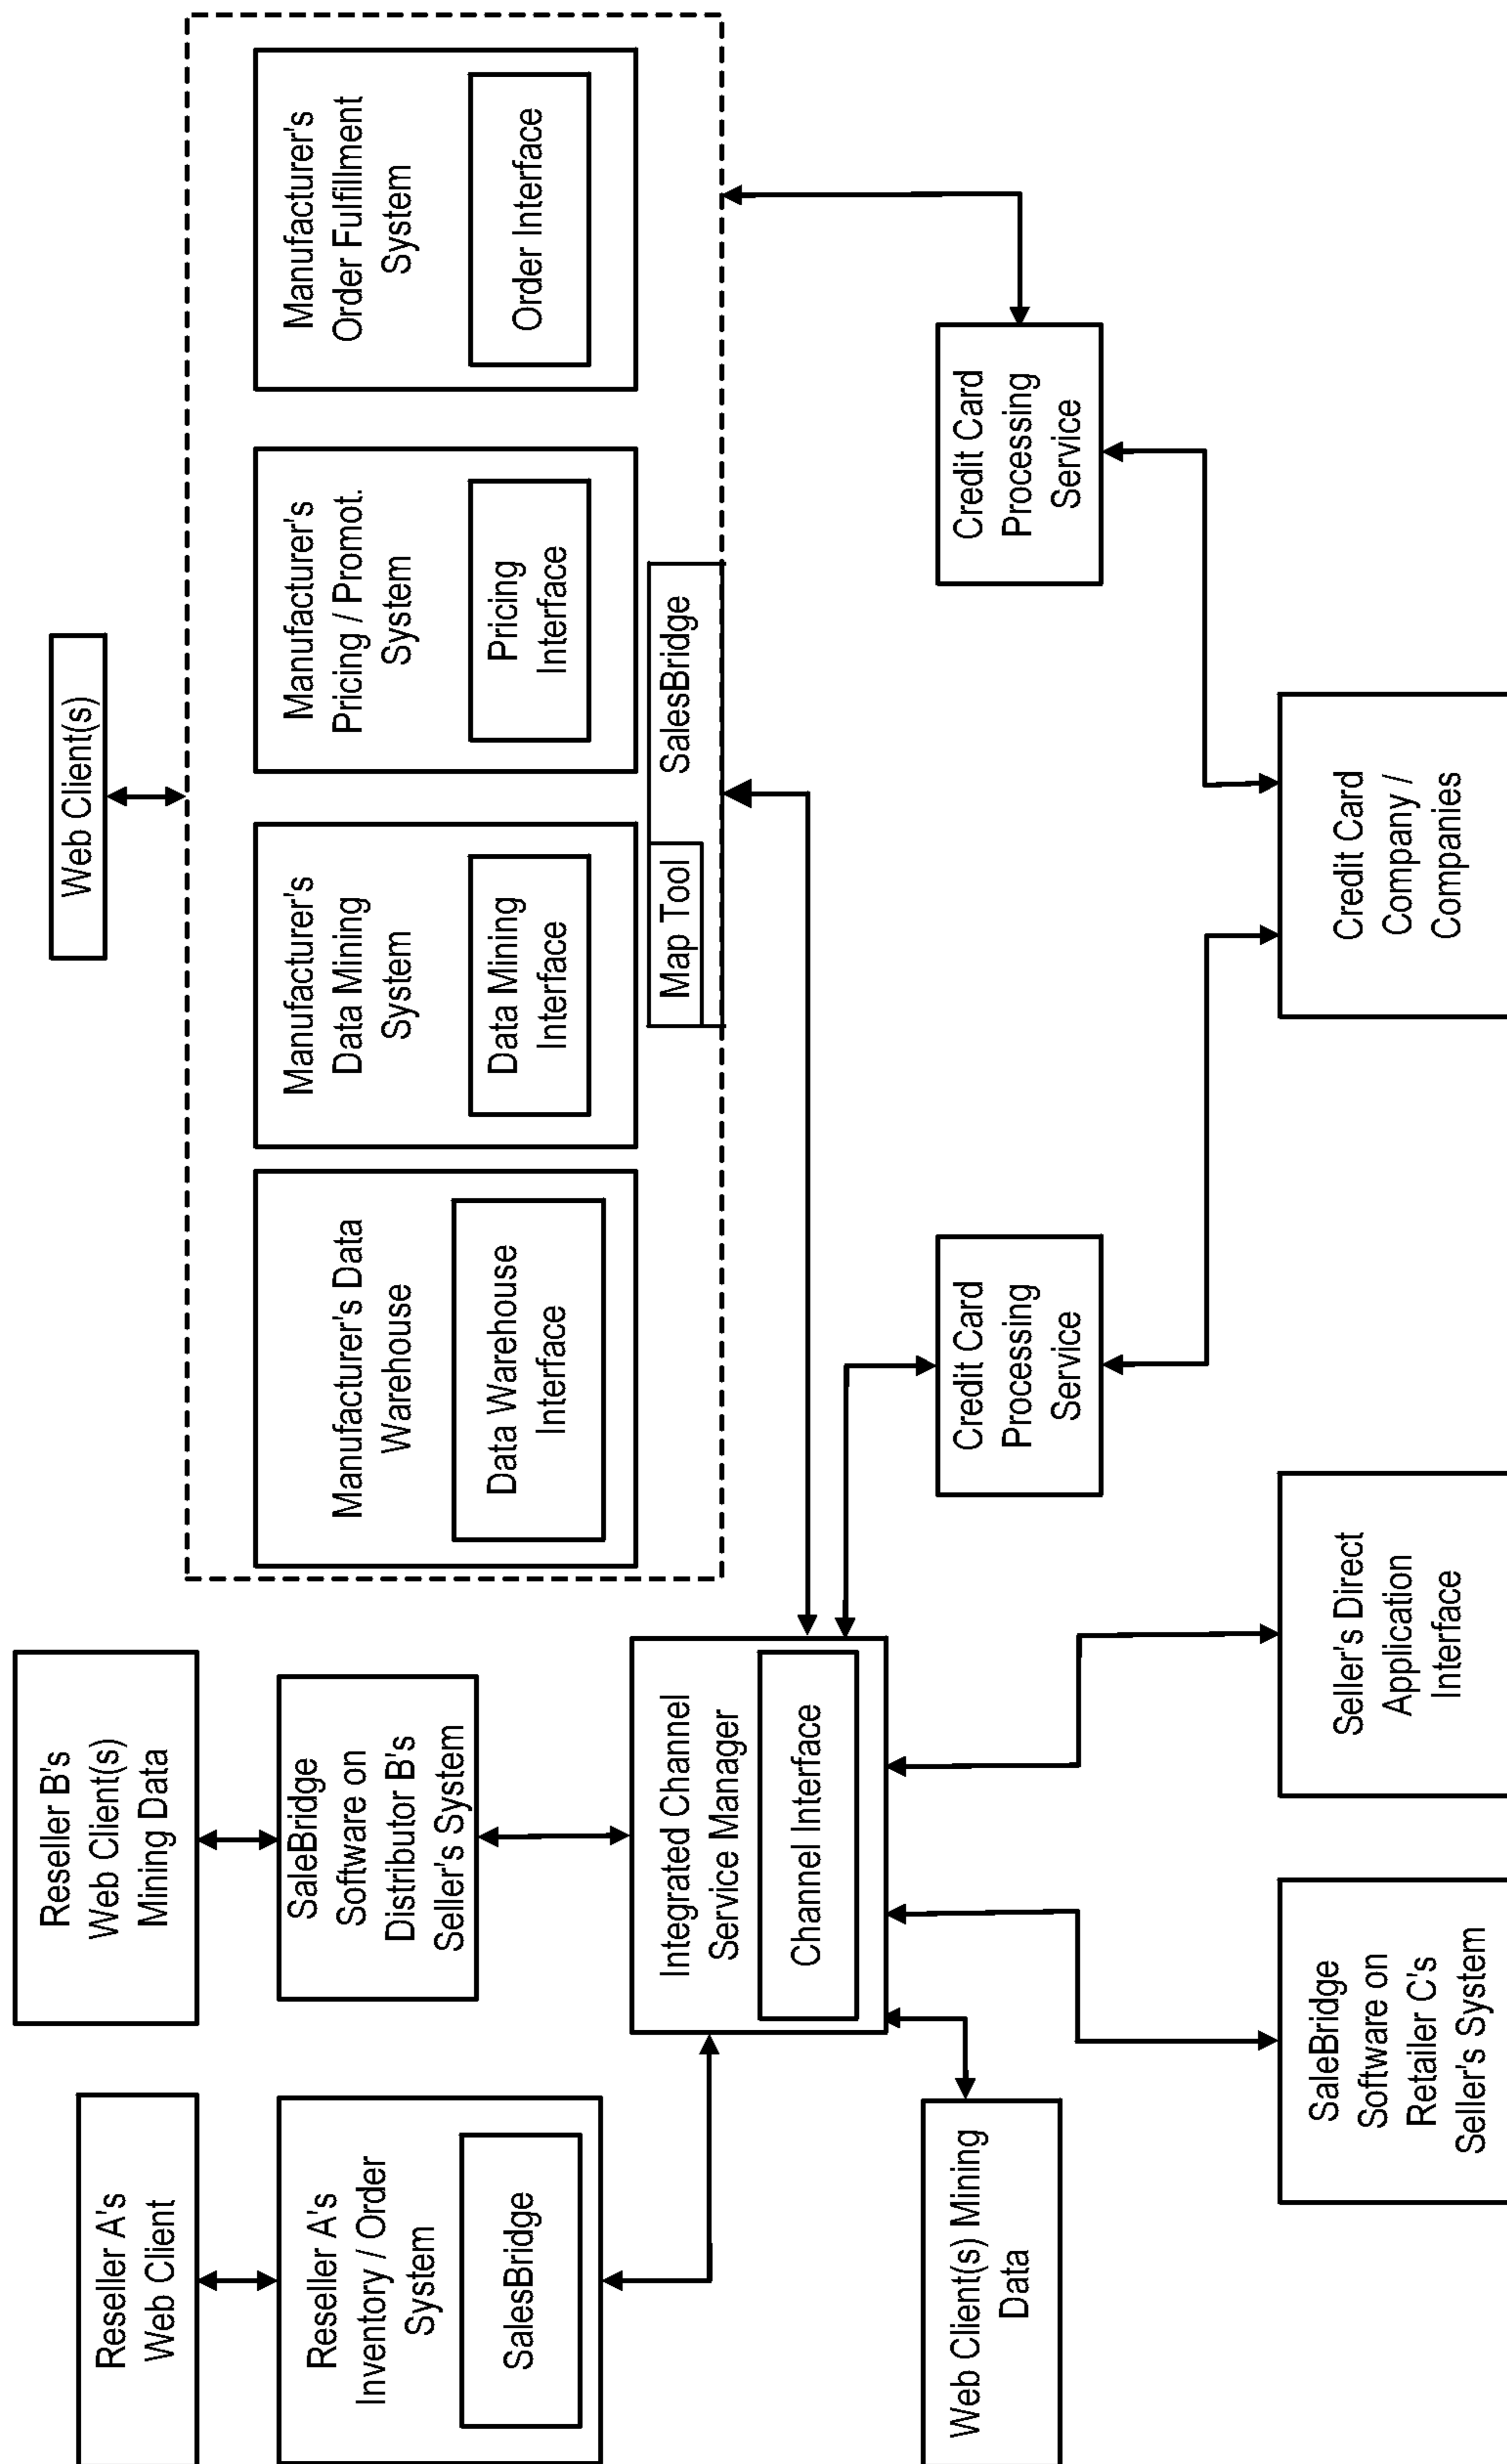 Reseller A's
Web Client
Reseller B's
Web Client(s)
Mining Data
Web Client(s)
Reseller A's
Inventory / Order
System
SalesBridge
SaleBridge
Software on
Distributor B's
Seller's System
Manufacturer's Data
Warehouse
Data Warehouse
Interface
Manufacturer's
Data Mining
System
Data Mining
Interface
Manufacturer's
Pricing / Promot.
System
Pricing
Interface
Manufacturer's
Order Fulfillment
System
Order Interface
Map Tool
SalesBridge
Integrated Channel
Service Manager
Channel Interface
Web Client(s) Mining
Data
Credit Card
Processing
Service
Credit Card
Processing
Service
SaleBridge
Software on
Retailer C's
Seller's System
Seller's Direct
Application
Interface
Credit Card
Company /
Companies